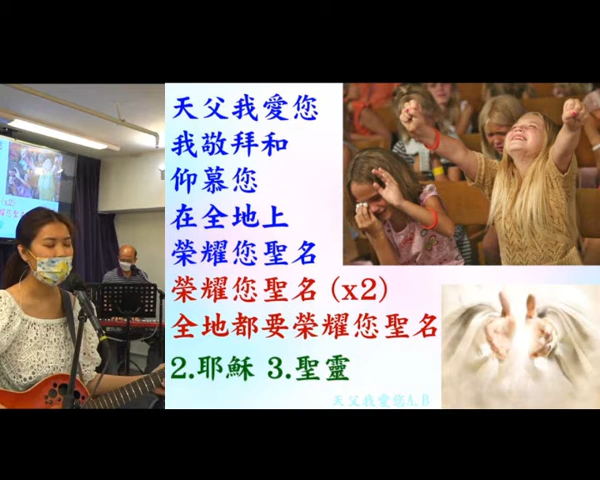 天父我愛您
我敬拜和
仰慕您
在全地上
榮耀您聖名
榮耀您聖名 (x2)
全地都要榮耀您聖名
2.耶穌 3.聖靈
天父我愛您A.B